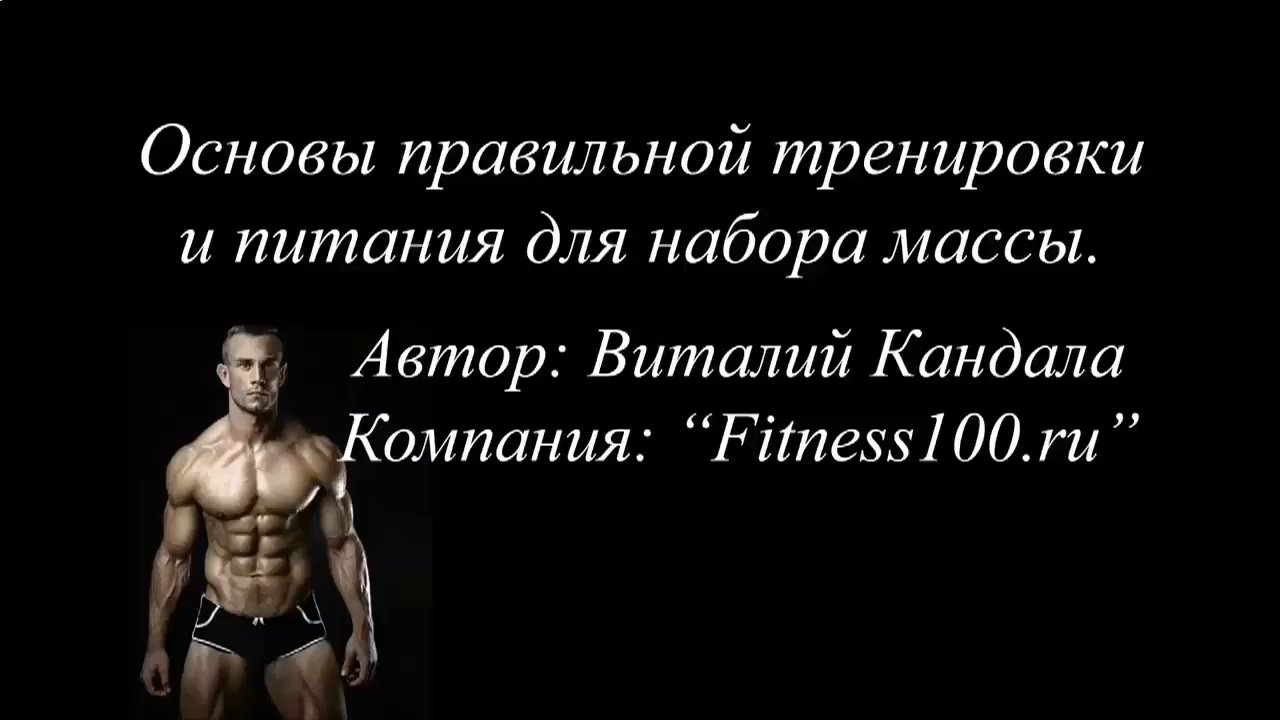 Основы правильной тренировки
и питания для набора массы.
Автор: Виталий Кандала
Компания: “Fitness100.ru”